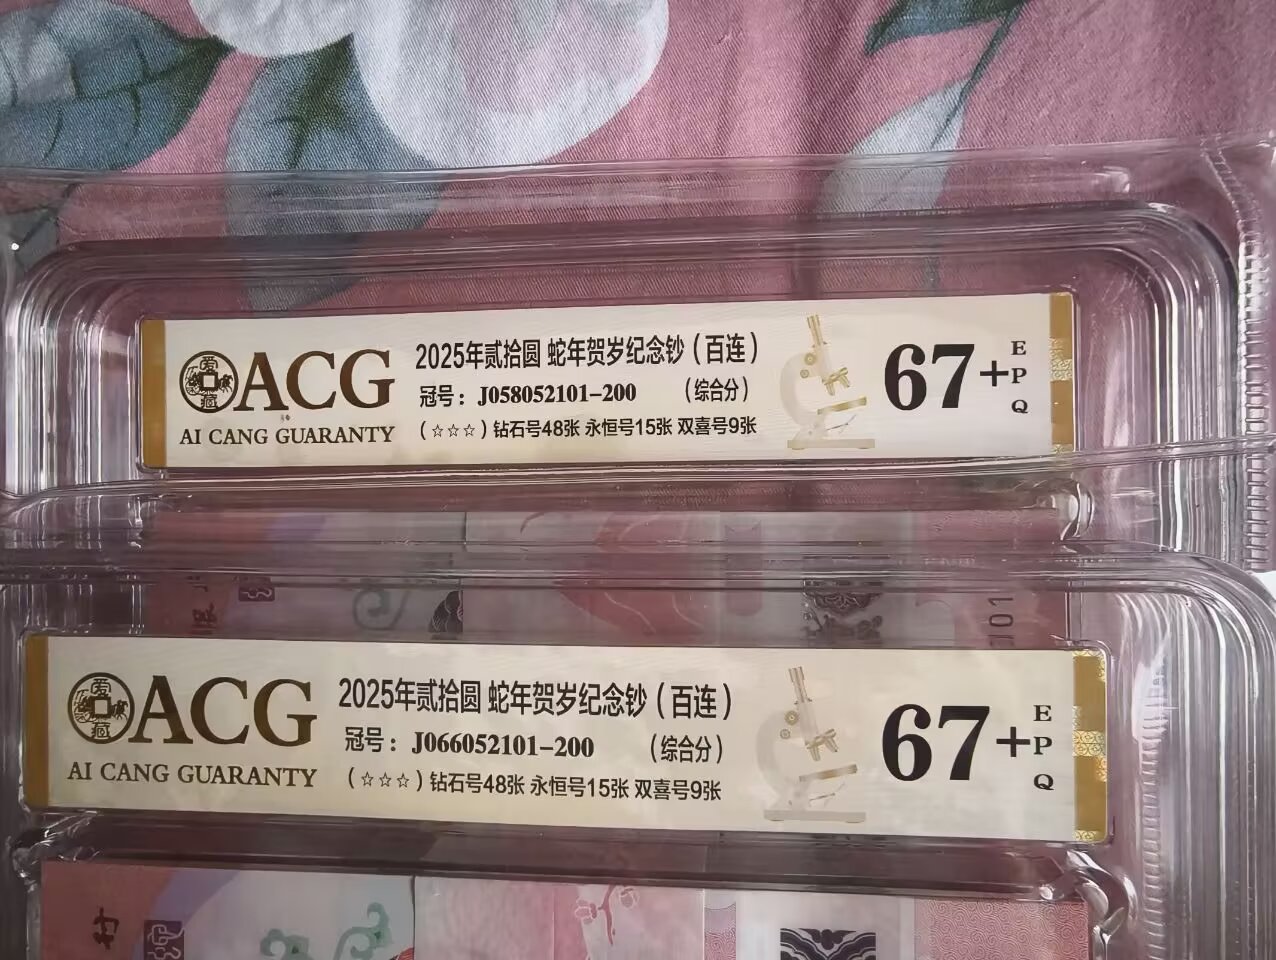 ACG
AI CANG GUARANTY
2025年贰拾圆 蛇年贺岁纪念钞（百连）
冠号：J058052101-200 （综合分）
（☆☆☆）钻石号48张 永恒号15张 双喜号9张
67+
EPQ
ACG
AI CANG GUARANTY
2025年贰拾圆 蛇年贺岁纪念钞（百连）
冠号：J066052101-200 （综合分）
（☆☆☆）钻石号48张 永恒号15张 双喜号9张
67+
EPQ